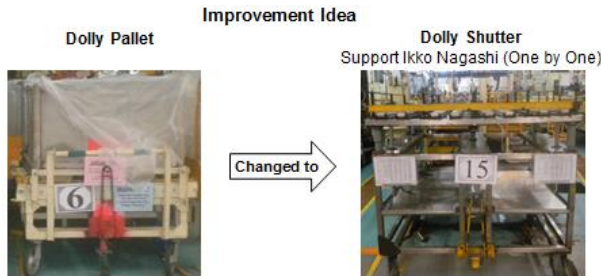 Improvement Idea
Dolly Pallet
Dolly Shutter
Support Ikko Nagashi (One by One)
6
Changed to
15